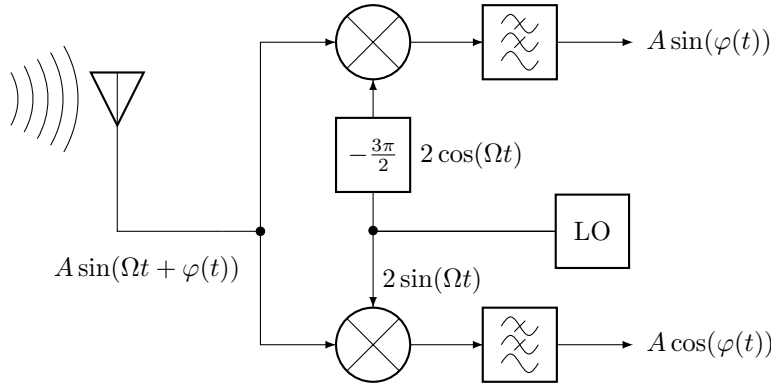 A sin(φ(t))
−3π/2
2 cos(Ωt)
LO
A sin(Ωt + φ(t))
2 sin(Ωt)
A cos(φ(t))